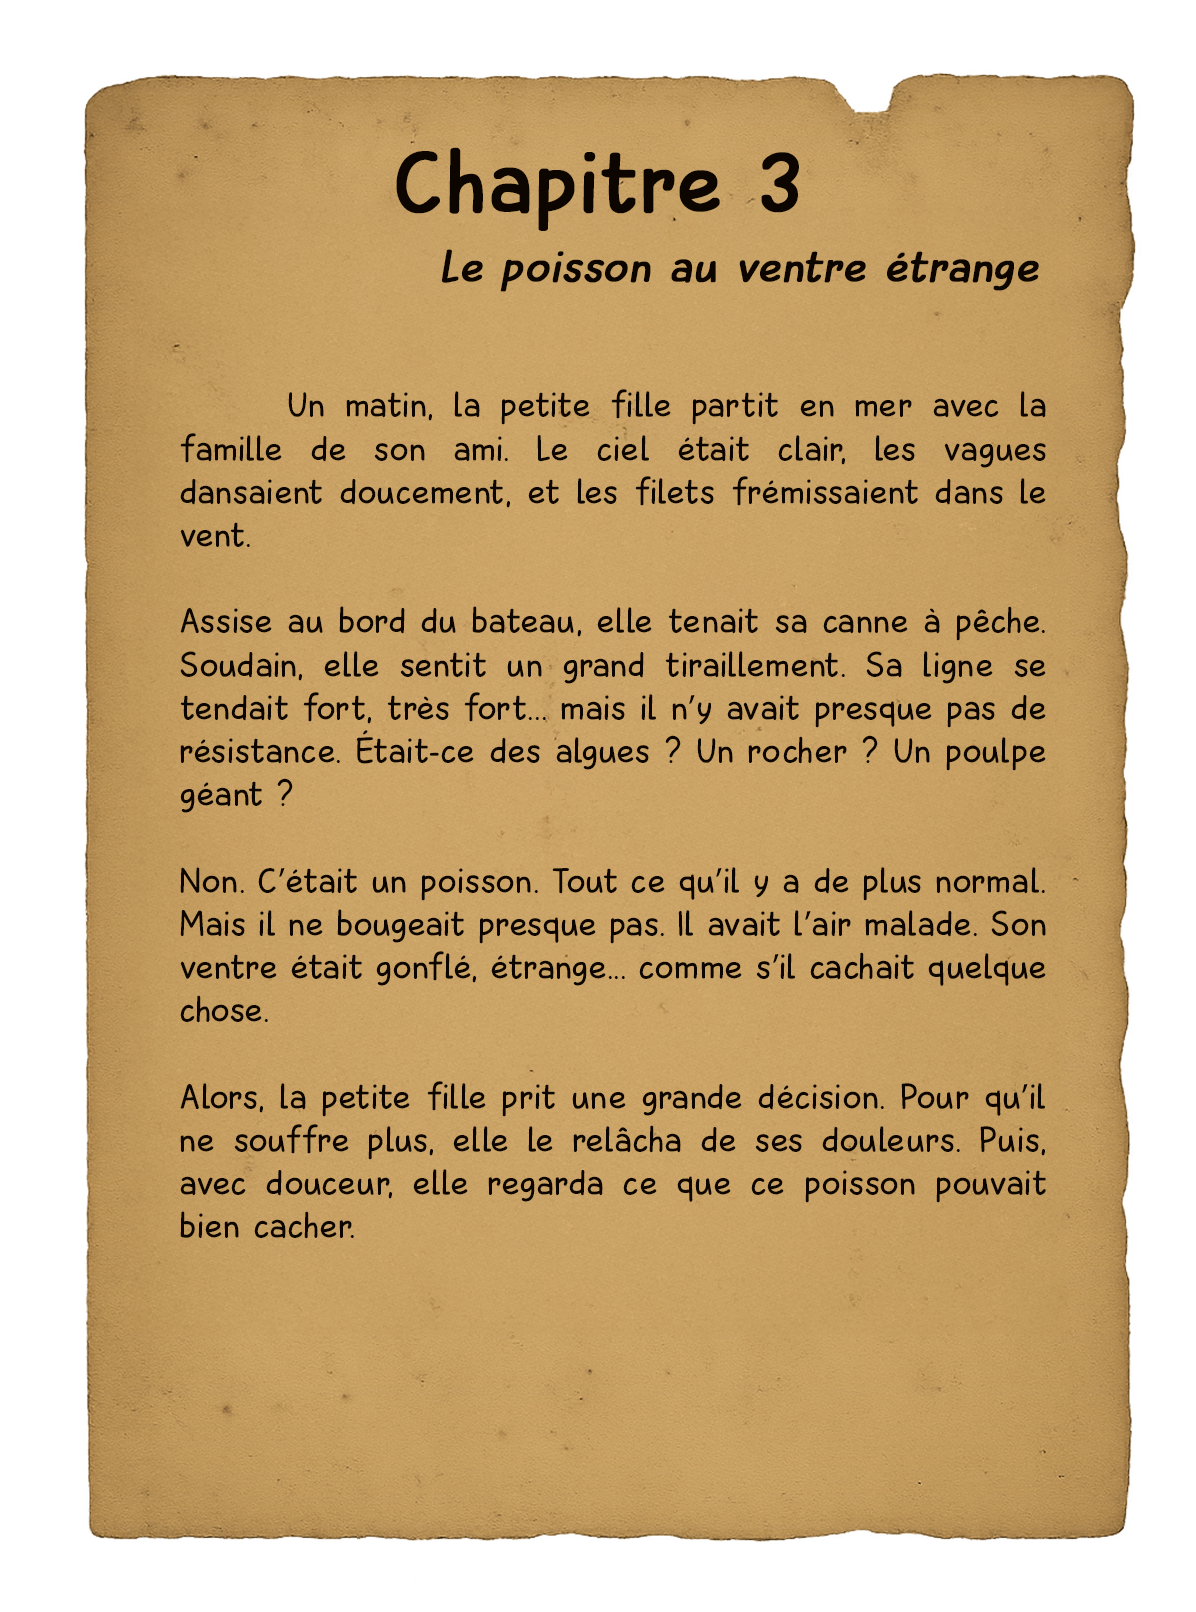 Chapitre 3
Le poisson au ventre étrange
Un matin, la petite fille partit en mer avec la
famille de son ami. Le ciel était clair, les vagues
dansaient doucement, et les filets frémissaient dans le
vent.
Assise au bord du bateau, elle tenait sa canne à pêche.
Soudain, elle sentit un grand tiraillement. Sa ligne se
tendait fort, très fort... mais il n'y avait presque pas de
résistance. Était-ce des algues ? Un rocher ? Un poulpe
géant ?
Non. C'était un poisson. Tout ce qu'il y a de plus normal.
Mais il ne bougeait presque pas. Il avait l'air malade. Son
ventre était gonflé, étrange... comme s'il cachait quelque
chose.
Alors, la petite fille prit une grande décision. Pour qu'il
ne souffre plus, elle le relâcha de ses douleurs. Puis,
avec douceur, elle regarda ce que ce poisson pouvait
bien cacher.